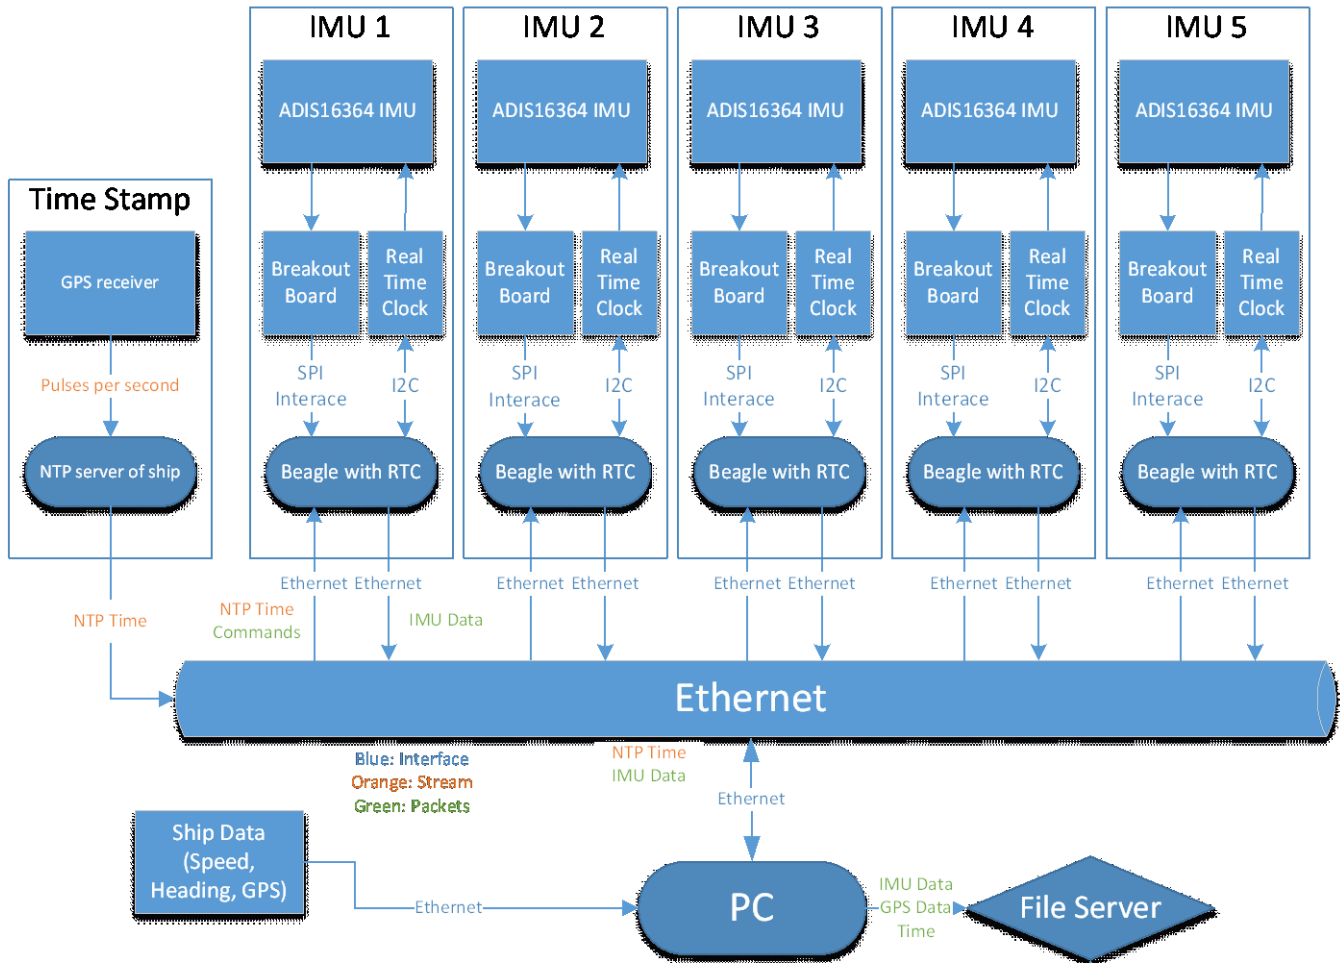 IMU 1
IMU 2
IMU 3
IMU 4
IMU 5
ADIS16364 IMU
ADIS16364 IMU
ADIS16364 IMU
ADIS16364 IMU
ADIS16364 IMU
Time Stamp
GPS receiver
Breakout
Board
Real
Time
Clock
Breakout
Board
Real
Time
Clock
Breakout
Board
Real
Time
Clock
Breakout
Board
Real
Time
Clock
Breakout
Board
Real
Time
Clock
Pulses per second
SPI
Interace
I2C
SPI
Interace
I2C
SPI
Interace
I2C
SPI
Interace
I2C
SPI
Interace
I2C
NTP server of ship
Beagle with RTC
Beagle with RTC
Beagle with RTC
Beagle with RTC
Beagle with RTC
Ethernet
Ethernet
Ethernet
Ethernet
Ethernet
Ethernet
Ethernet
Ethernet
Ethernet
Ethernet
NTP Time
NTP Time
Commands
IMU Data
Ethernet
Blue: Interface
Orange: Stream
Green: Packets
NTP Time
IMU Data
Ethernet
Ship Data
(Speed,
Heading, GPS)
Ethernet
PC
IMU Data
GPS Data
Time
File Server